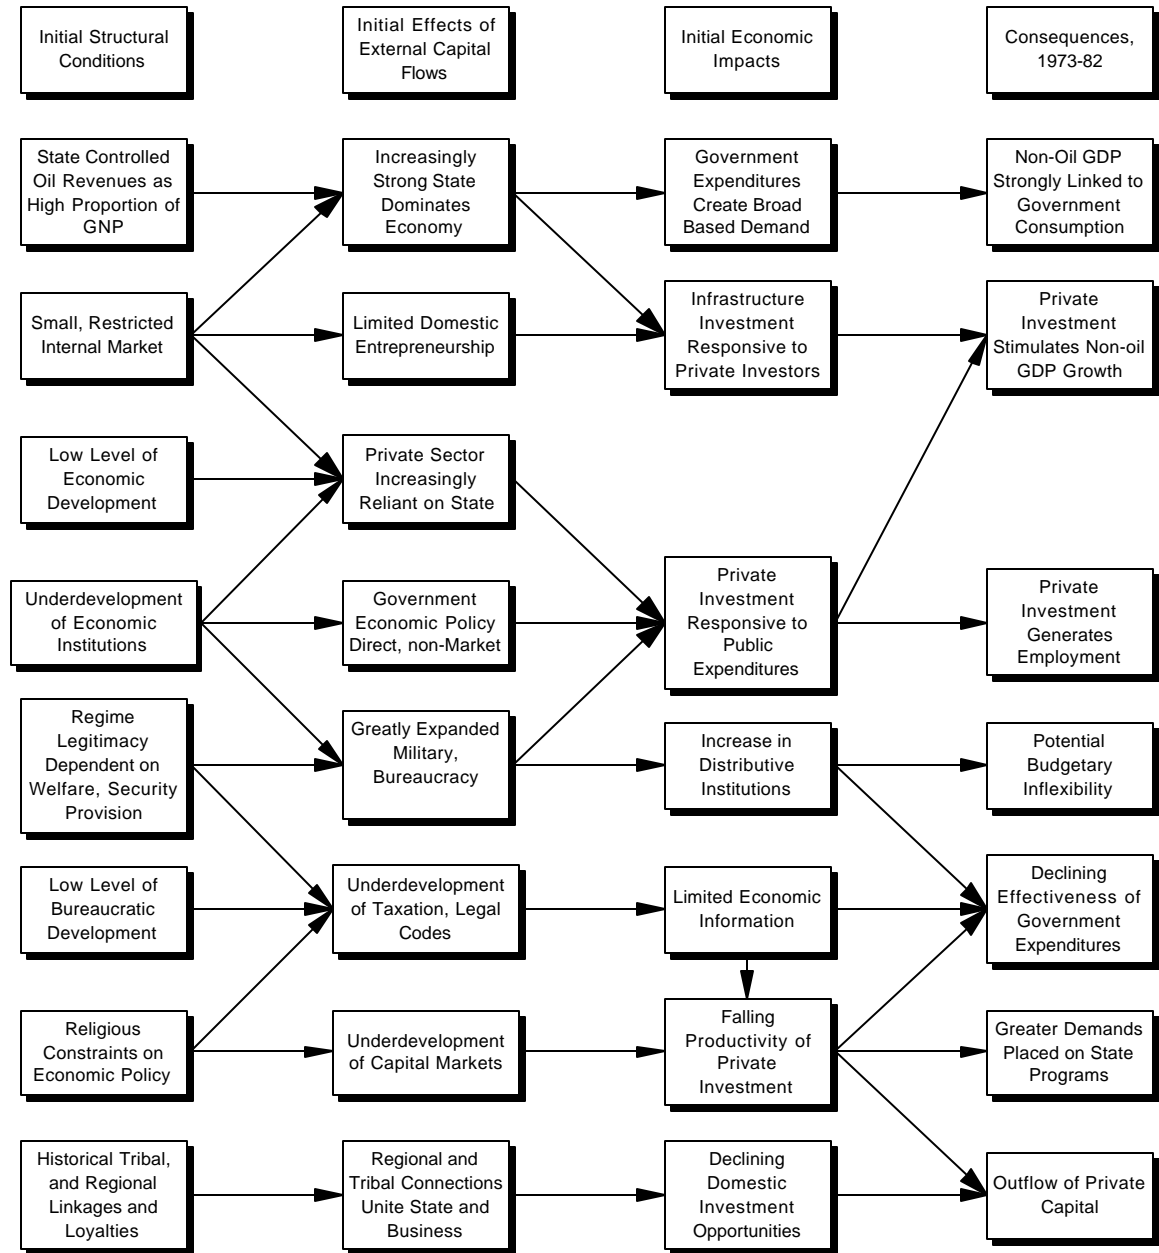 Initial Structural
Conditions
Initial Effects of
External Capital
Flows
Initial Economic
Impacts
Consequences,
1973-82
State Controlled
Oil Revenues as
High Proportion of
GNP
Increasingly
Strong State
Dominates
Economy
Government
Expenditures
Create Broad
Based Demand
Non-Oil GDP
Strongly Linked to
Government
Consumption
Small, Restricted
Internal Market
Limited Domestic
Entrepreneurship
Infrastructure
Investment
Responsive to
Private Investors
Private
Investment
Stimulates Non-oil
GDP Growth
Low Level of
Economic
Development
Private Sector
Increasingly
Reliant on State
Underdevelopment
of Economic
Institutions
Government
Economic Policy
Direct, non-Market
Private
Investment
Responsive to
Public
Expenditures
Private
Investment
Generates
Employment
Regime
Legitimacy
Dependent on
Welfare, Security
Provision
Greatly Expanded
Military,
Bureaucracy
Increase in
Distributive
Institutions
Potential
Budgetary
Inflexibility
Low Level of
Bureaucratic
Development
Underdevelopment
of Taxation, Legal
Codes
Limited Economic
Information
Declining
Effectiveness of
Government
Expenditures
Religious
Constraints on
Economic Policy
Underdevelopment
of Capital Markets
Falling
Productivity of
Private
Investment
Greater Demands
Placed on State
Programs
Historical Tribal,
and Regional
Linkages and
Loyalties
Regional and
Tribal Connections
Unite State and
Business
Declining
Domestic
Investment
Opportunities
Outflow of Private
Capital